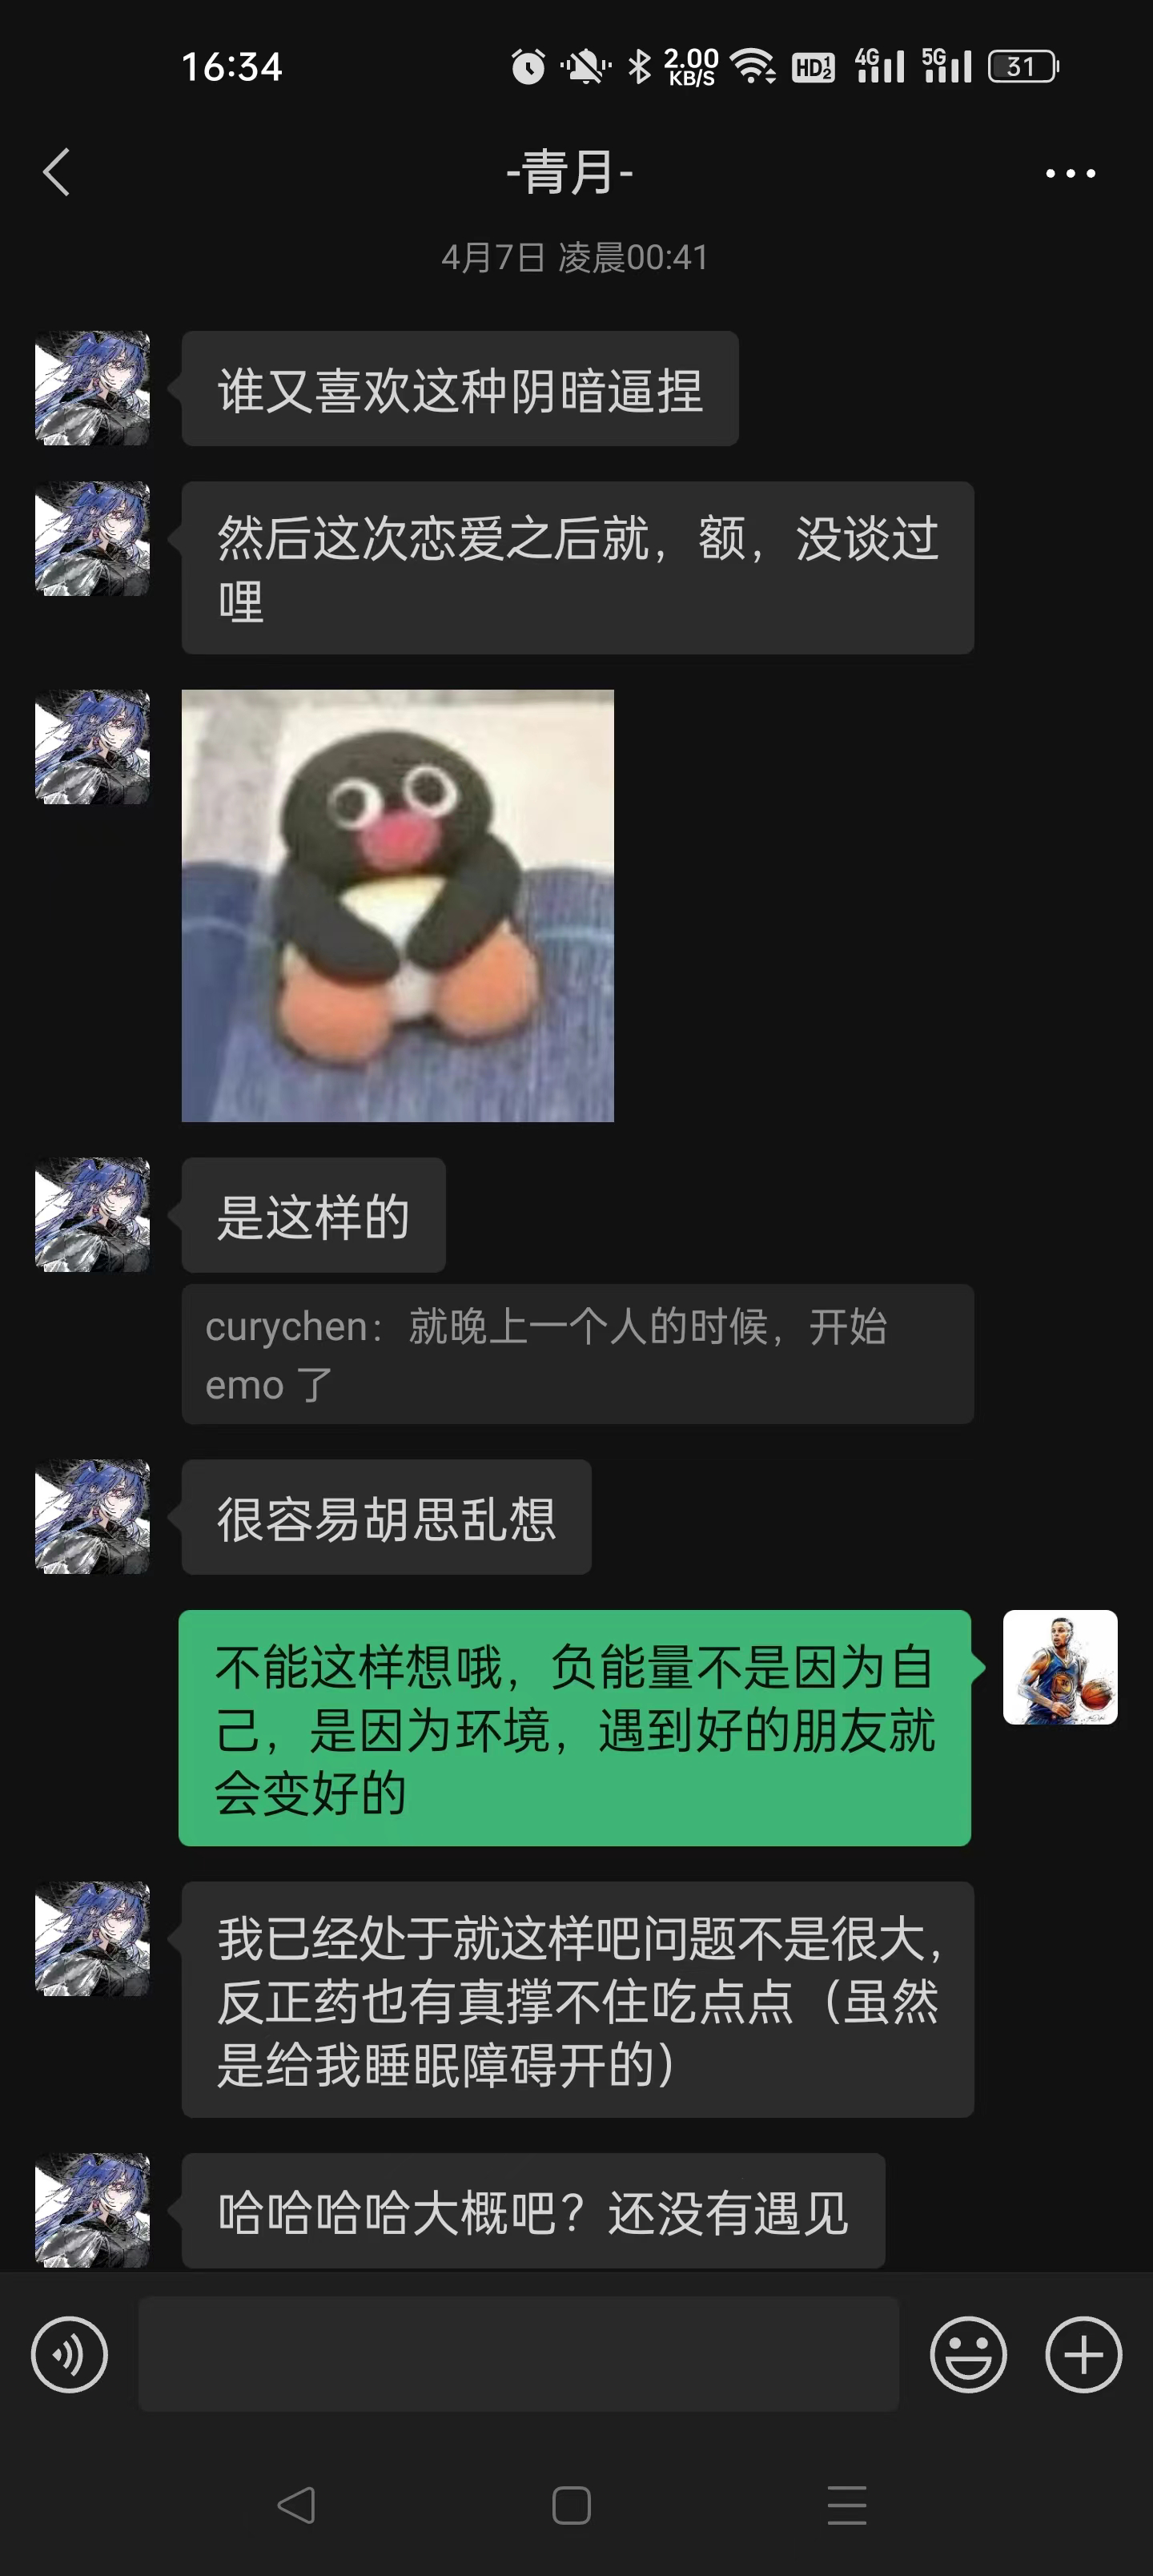 16:34
2.00
KB/S
HD12
4G
5G
31
-青月-
4月7日 凌晨00:41
谁又喜欢这种阴暗逼捏
然后这次恋爱之后就，额，没谈过
哩
是这样的
curychen：就晚上一个人的时候，开始
emo 了
很容易胡思乱想
不能这样想哦，负能量不是因为自
己，是因为环境，遇到好的朋友就
会变好的
我已经处于就这样吧问题不是很大，
反正药也有真撑不住吃点点（虽然
是给我睡眠障碍开的）
哈哈哈哈大概吧？还没有遇见